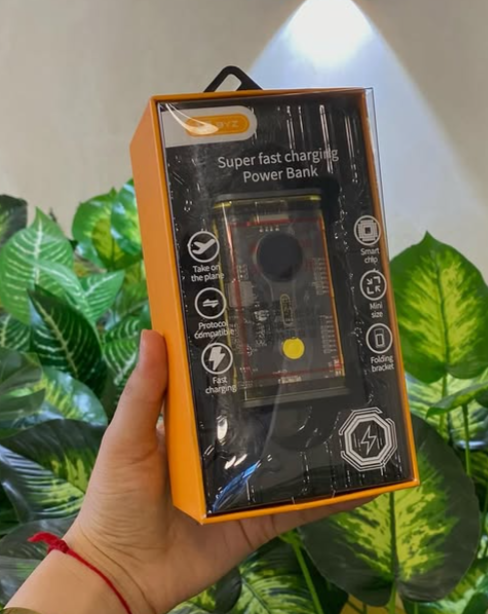 Super fast charging
Power Bank
Take on
the plane
Protocol
compatible
Fast
charging
Smart
chip
Mini
size
Folding
bracket